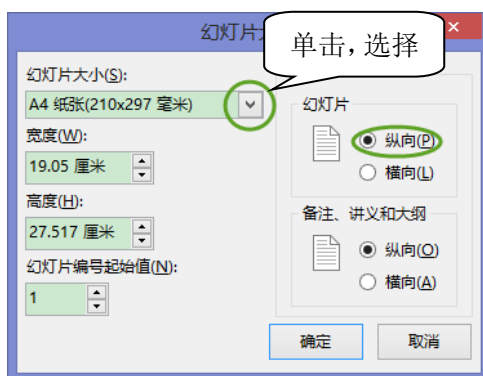 幻灯片
单击，选择
×
幻灯片大小(S):
A4 纸张(210x297 毫米)
宽度(W):
19.05 厘米
高度(H):
27.517 厘米
幻灯片编号起始值(N):
1
幻灯片
纵向(P)
横向(L)
备注、讲义和大纲
纵向(O)
横向(A)
确定
取消